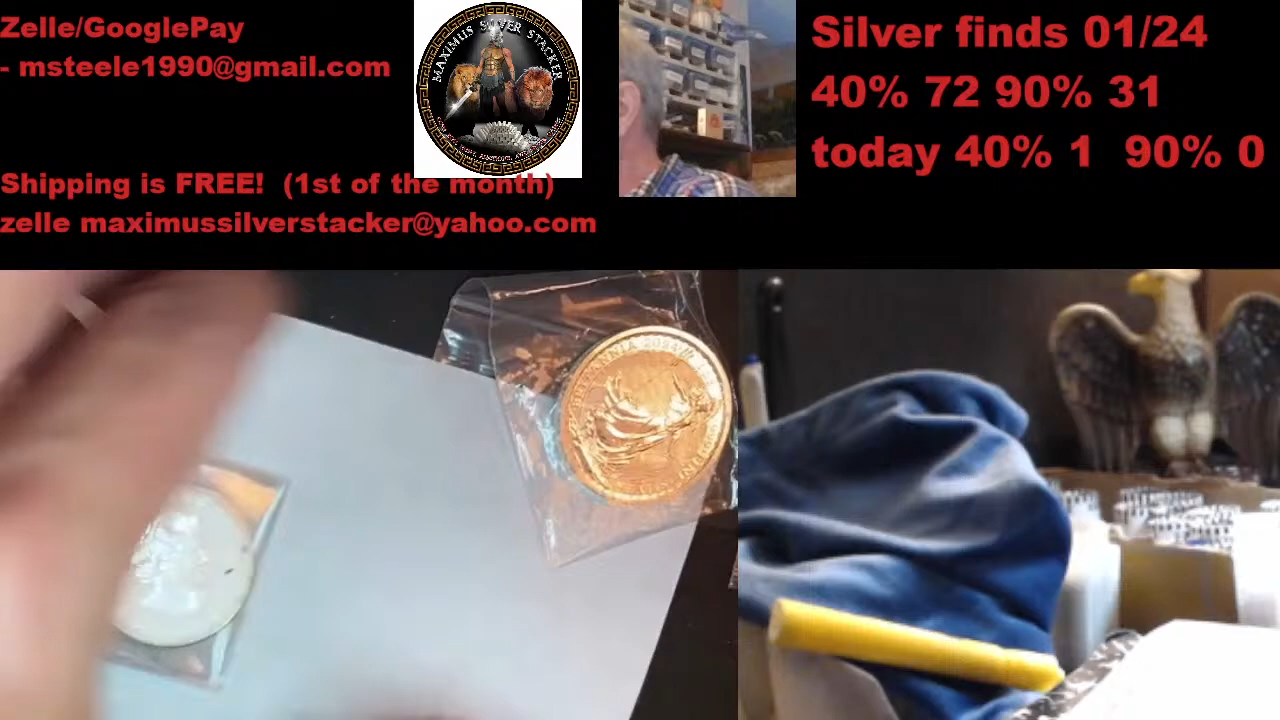 Zelle/GooglePay
- msteele1990@gmail.com
Shipping is FREE! (1st of the month)
zelle maximussilverstacker@yahoo.com
MAXIMUS SILVER STACKER
Silver finds 01/24
40% 72 90% 31
today 40% 1 90% 0
BRITANNIA 2024